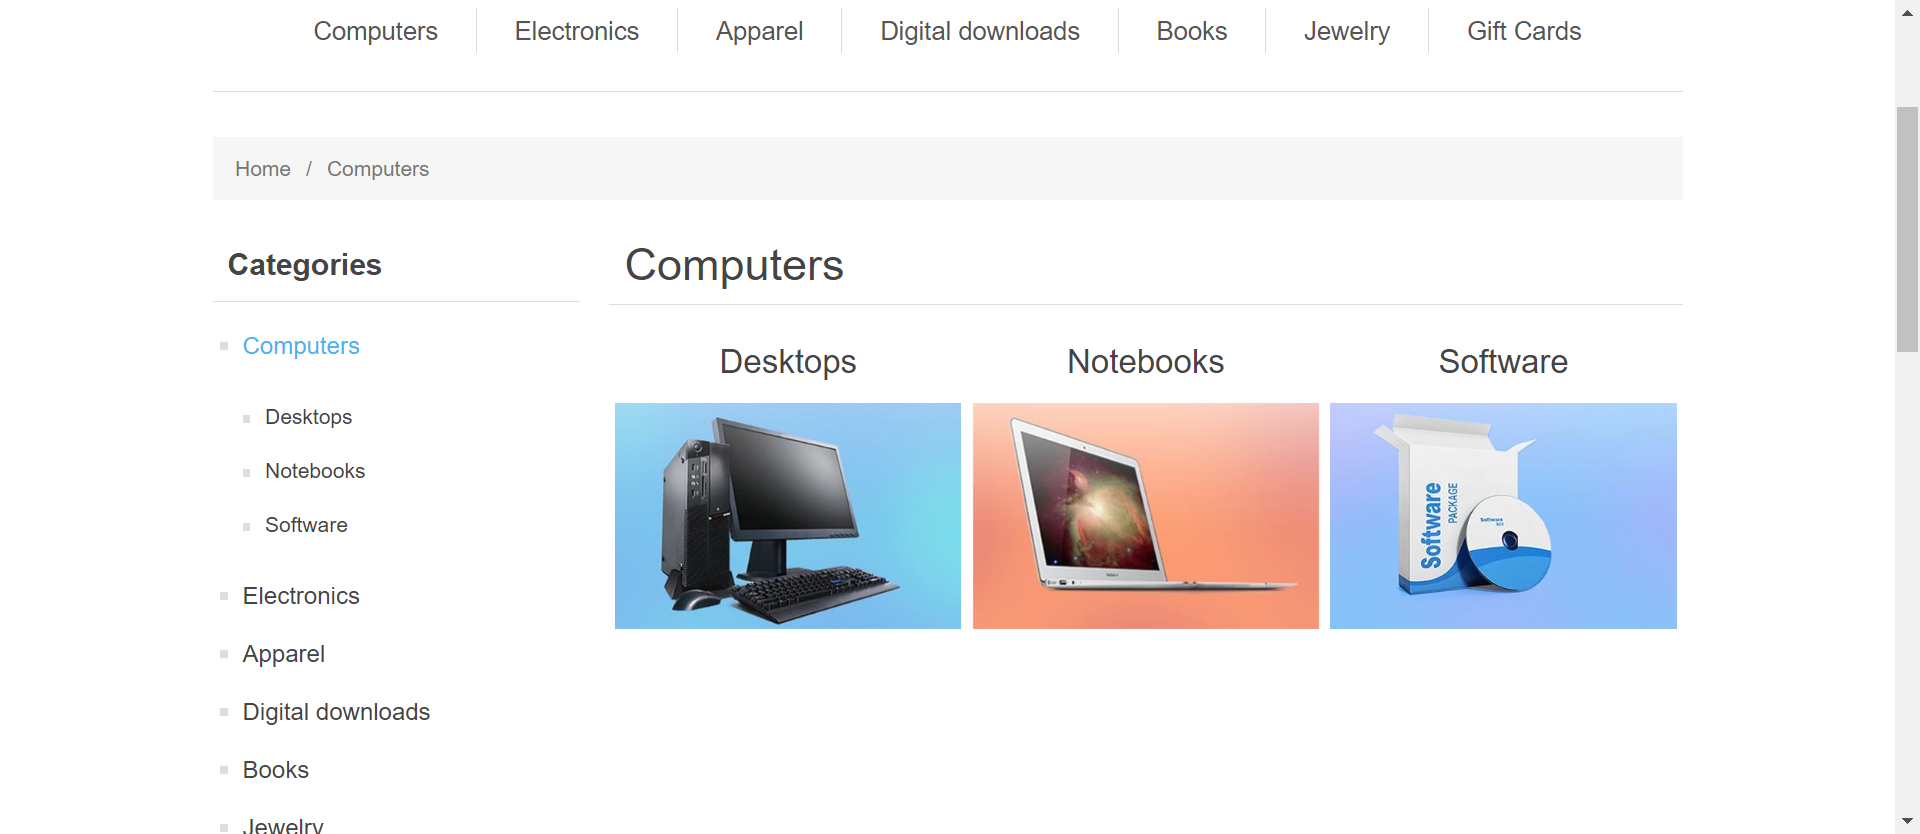 Computers Electronics Apparel Digital downloads Books Jewelry Gift Cards
Home / Computers
Categories
Computers
Desktops
Notebooks
Software
Electronics
Apparel
Digital downloads
Books
Jewelry
Computers
Desktops
Notebooks
Software
Software
PACKAGE
Software